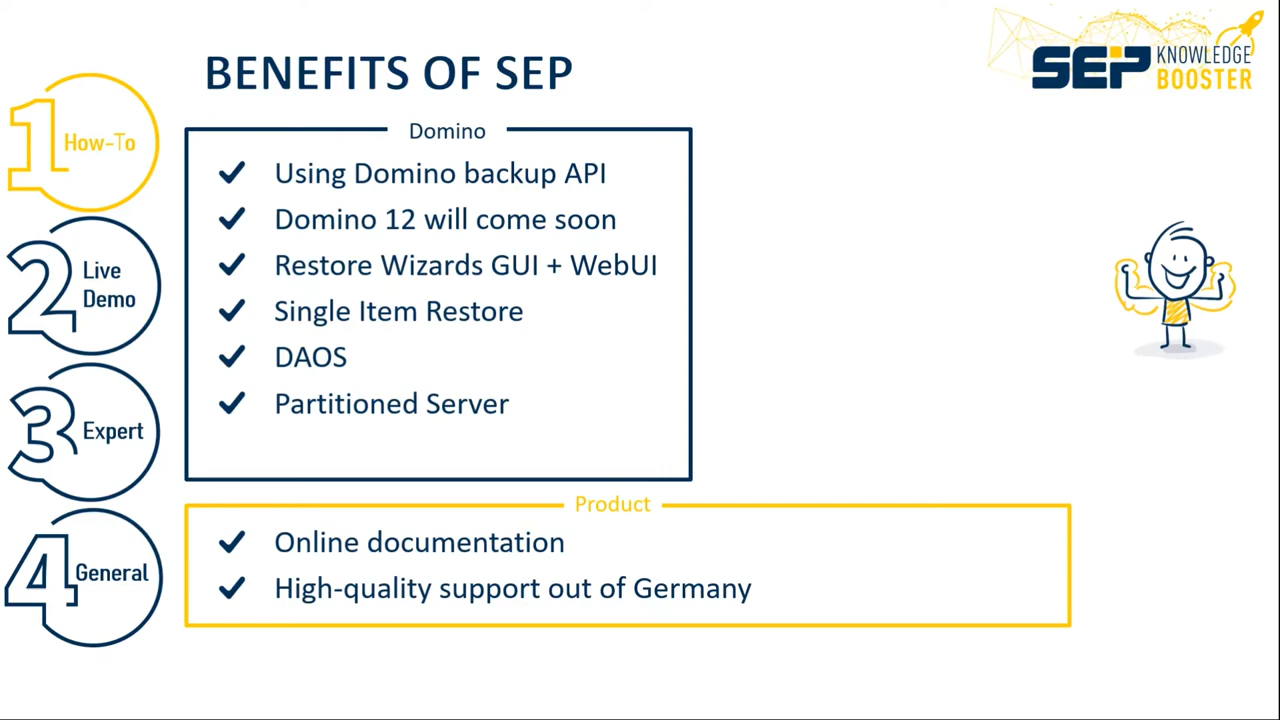 BENEFITS OF SEP
SEP KNOWLEDGE
BOOSTER
1 How-To
2 Live
Demo
3 Expert
4 General
Domino
Using Domino backup API
Domino 12 will come soon
Restore Wizards GUI + WebUI
Single Item Restore
DAOS
Partitioned Server
Product
Online documentation
High-quality support out of Germany